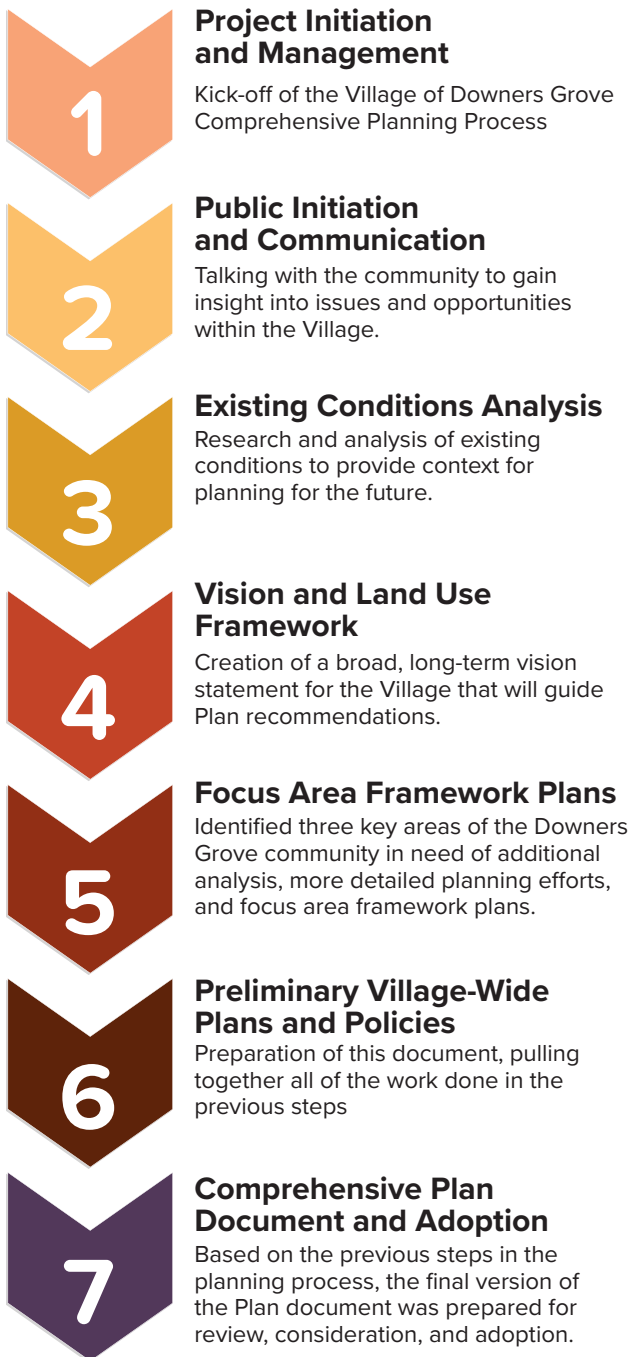 1
Project Initiation
and Management
Kick-off of the Village of Downers Grove
Comprehensive Planning Process
2
Public Initiation
and Communication
Talking with the community to gain
insight into issues and opportunities
within the Village.
3
Existing Conditions Analysis
Research and analysis of existing
conditions to provide context for
planning for the future.
4
Vision and Land Use
Framework
Creation of a broad, long-term vision
statement for the Village that will guide
Plan recommendations.
5
Focus Area Framework Plans
Identified three key areas of the Downers
Grove community in need of additional
analysis, more detailed planning efforts,
and focus area framework plans.
6
Preliminary Village-Wide
Plans and Policies
Preparation of this document, pulling
together all of the work done in the
previous steps
7
Comprehensive Plan
Document and Adoption
Based on the previous steps in the
planning process, the final version of
the Plan document was prepared for
review, consideration, and adoption.